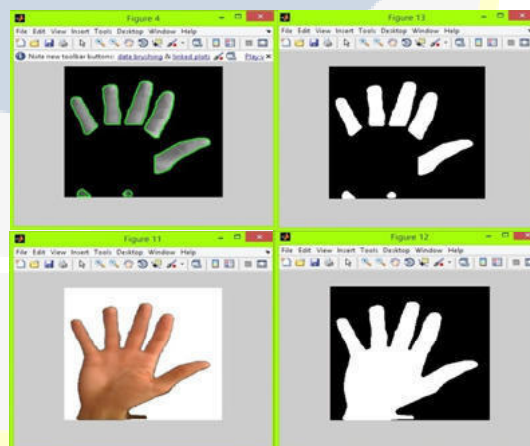 Figure 4
File Edit View Insert Tools Desktop Window Help
Note new toolbar buttons: data brushing & linked plots Play v
Figure 13
File Edit View Insert Tools Desktop Window Help
Figure 11
File Edit View Insert Tools Desktop Window Help
Figure 12
File Edit View Insert Tools Desktop Window Help